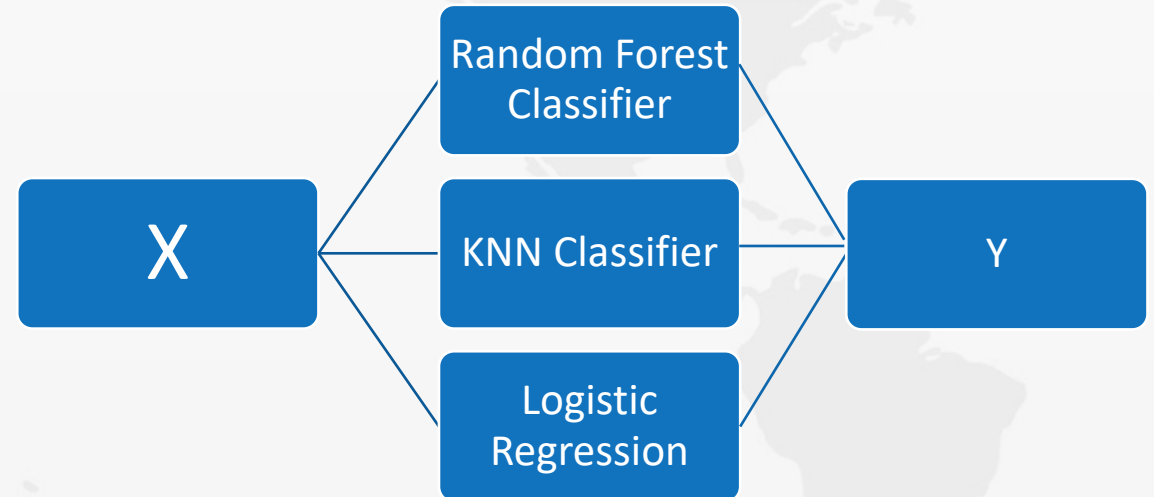 X
Random Forest
Classifier
KNN Classifier
Logistic
Regression
Y